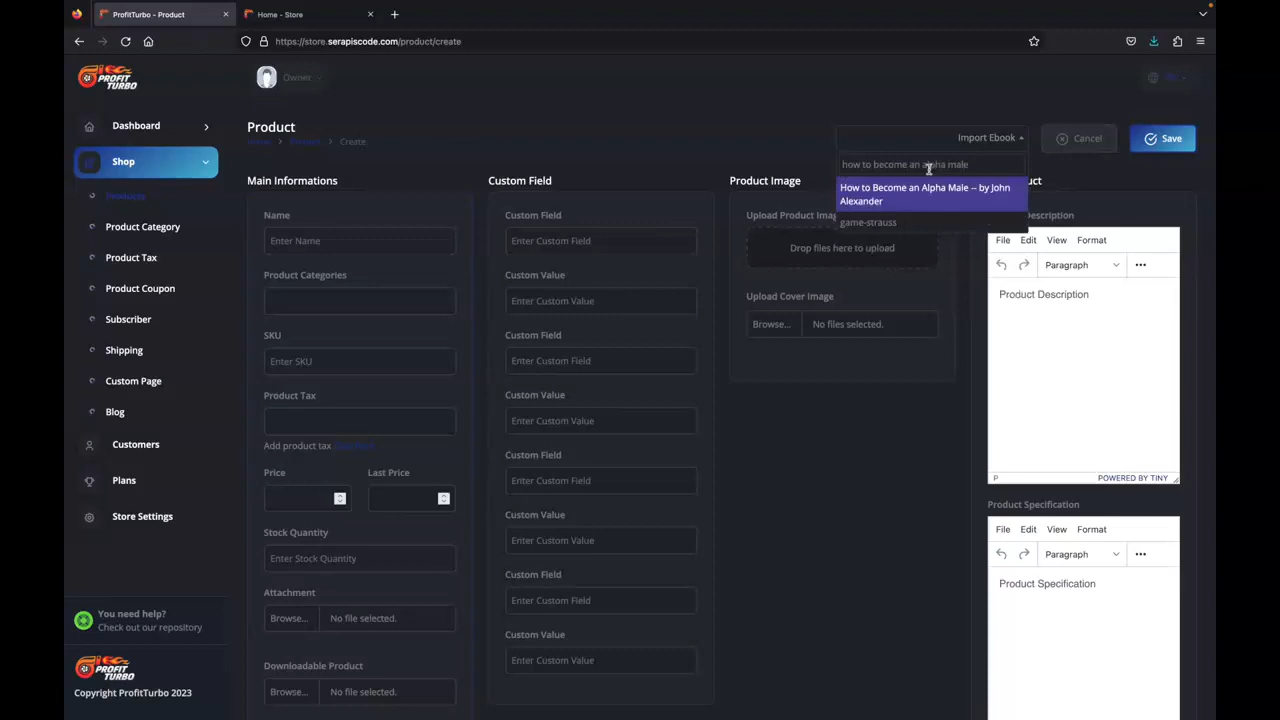 ProfitTurbo - Product
Home - Store
https://store.serapiscode.com/product/create
PROFIT
TURBO
Owner
Dashboard
Shop
Products
Product Category
Product Tax
Product Coupon
Subscriber
Shipping
Custom Page
Blog
Customers
Plans
Store Settings
You need help?
Check out our repository
PROFIT
TURBO
Copyright ProfitTurbo 2023
Product
Home > Product > Create
Import Ebook
Cancel
Save
how to become an alpha male
How to Become an Alpha Male -- by John
Alexander
game-strauss
Main Informations
Name
Enter Name
Product Categories
SKU
Enter SKU
Product Tax
Add product tax
Price
Last Price
Stock Quantity
Enter Stock Quantity
Attachment
Browse...
No file selected.
Downloadable Product
Browse...
No file selected.
Custom Field
Custom Field
Enter Custom Field
Custom Value
Enter Custom Value
Custom Field
Enter Custom Field
Custom Value
Enter Custom Value
Custom Field
Enter Custom Field
Custom Value
Enter Custom Value
Custom Field
Enter Custom Field
Custom Value
Enter Custom Value
Product Image
Upload Product Imag
Drop files here to upload
Upload Cover Image
Browse...
No files selected.
uct
Description
File Edit View Format
Paragraph
Product Description
P
POWERED BY TINY
Product Specification
File Edit View Format
Paragraph
Product Specification